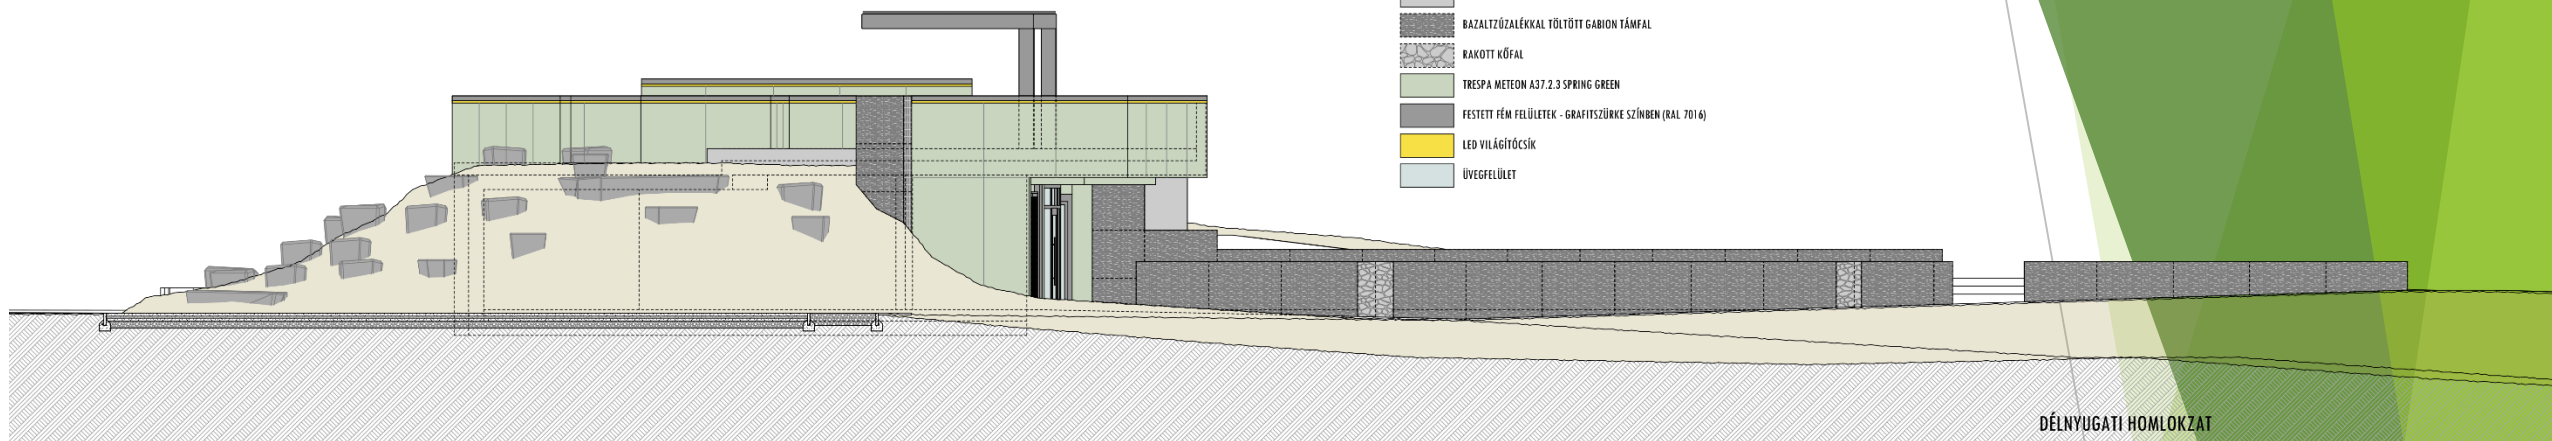 BAZALTZÚZALÉKKAL TÖLTÖTT GABION TÁMFAL
RAKOTT KŐFAL
TRESPA METEON A37.2.3 SPRING GREEN
FESTETT FÉM FELÜLETEK - GRAFITSZÜRKE SZÍNBEN (RAL 7016)
LED VILÁGÍTÓCSÍK
ÜVEGFELÜLET
DÉLNYUGATI HOMLOKZAT